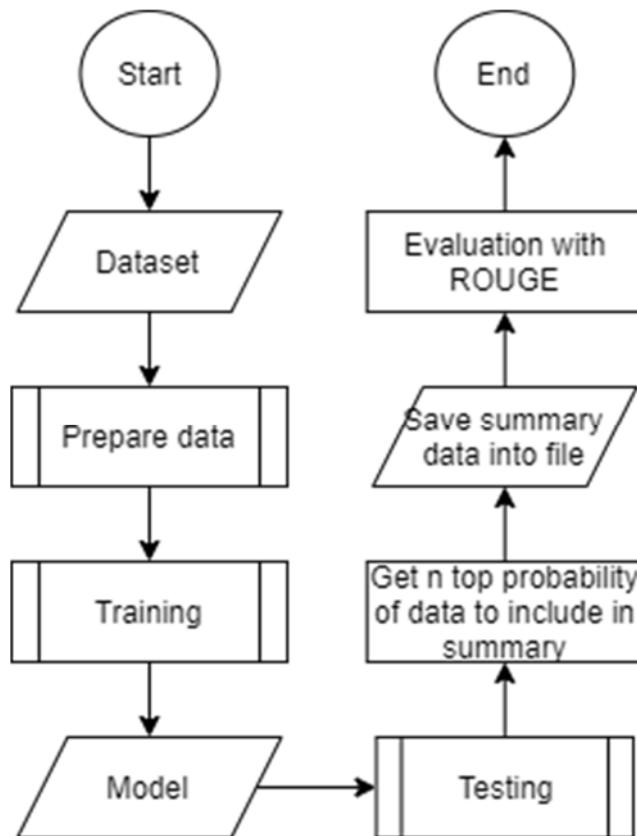 Start
Dataset
Prepare data
Training
Model
Testing
Get n top probability
of data to include in
summary
Save summary
data into file
Evaluation with
ROUGE
End